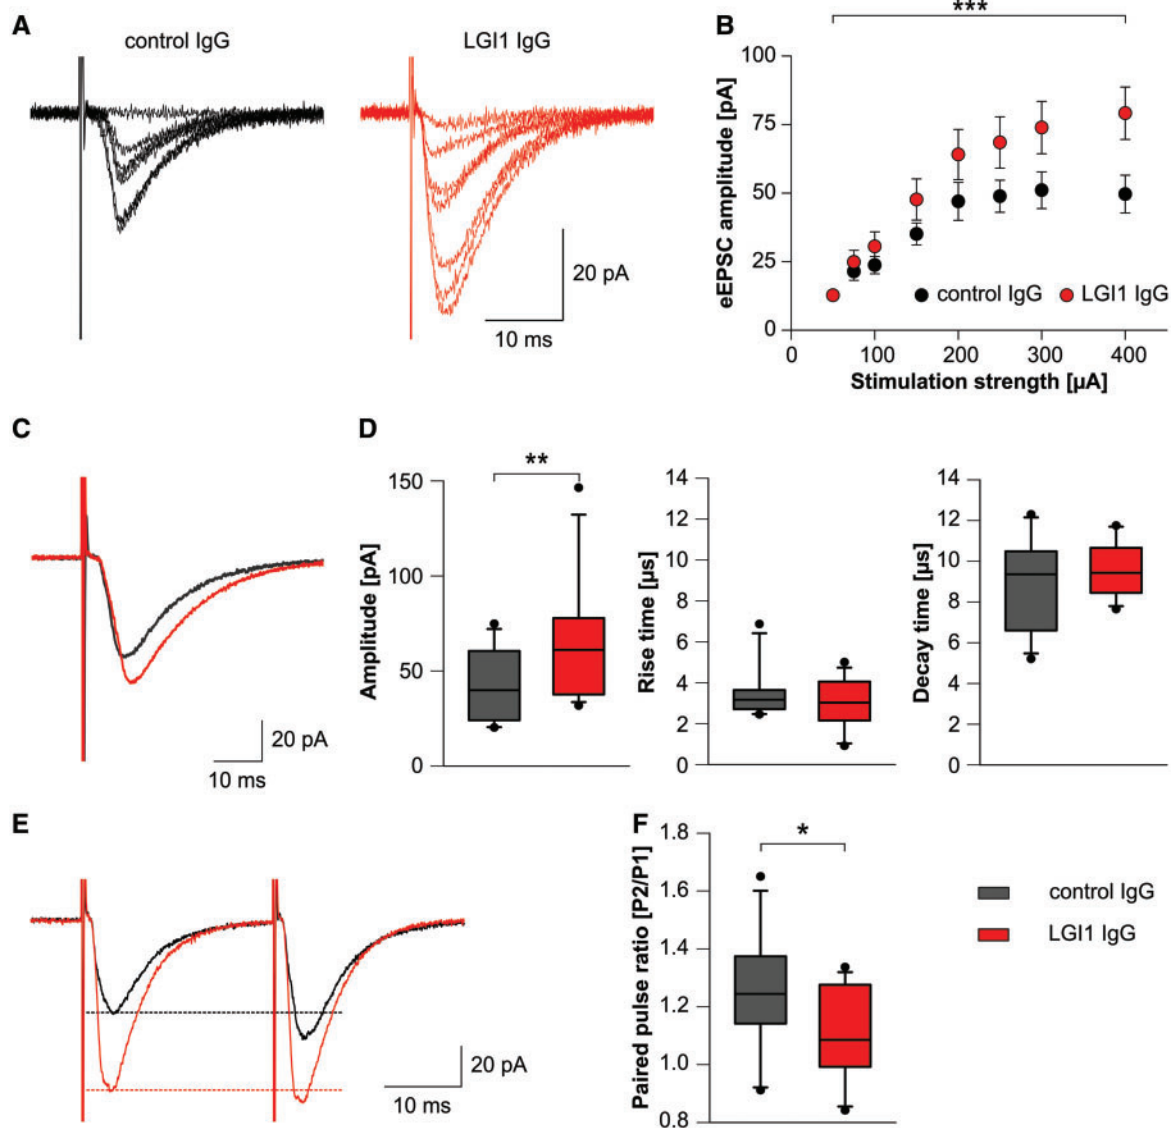 A
control IgG
LGI1 IgG
20 pA
10 ms
B
***
eEPSC amplitude [pA]
100
75
50
25
0
control IgG
LGI1 IgG
0
100
200
300
400
Stimulation strength [µA]
C
20 pA
10 ms
D
**
Amplitude [pA]
150
100
50
0
Rise time [µs]
14
12
10
8
6
4
2
0
Decay time [µs]
14
12
10
8
6
4
2
0
E
20 pA
10 ms
F
*
Paired pulse ratio [P2/P1]
1.8
1.6
1.4
1.2
1.0
0.8
control IgG
LGI1 IgG